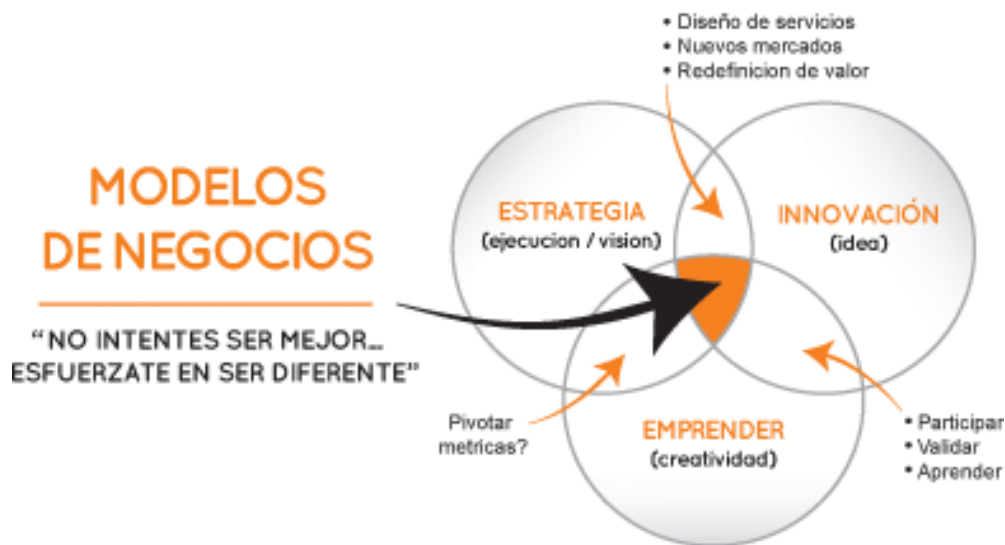 • Diseño de servicios
• Nuevos mercados
• Redefinicion de valor
MODELOS
DE NEGOCIOS
“NO INTENTES SER MEJOR...
ESFUERZATE EN SER DIFERENTE”
ESTRATEGIA
(ejecucion / vision)
INNOVACIÓN
(idea)
Pivotar
metricas?
EMPRENDER
(creatividad)
• Participar
• Validar
• Aprender